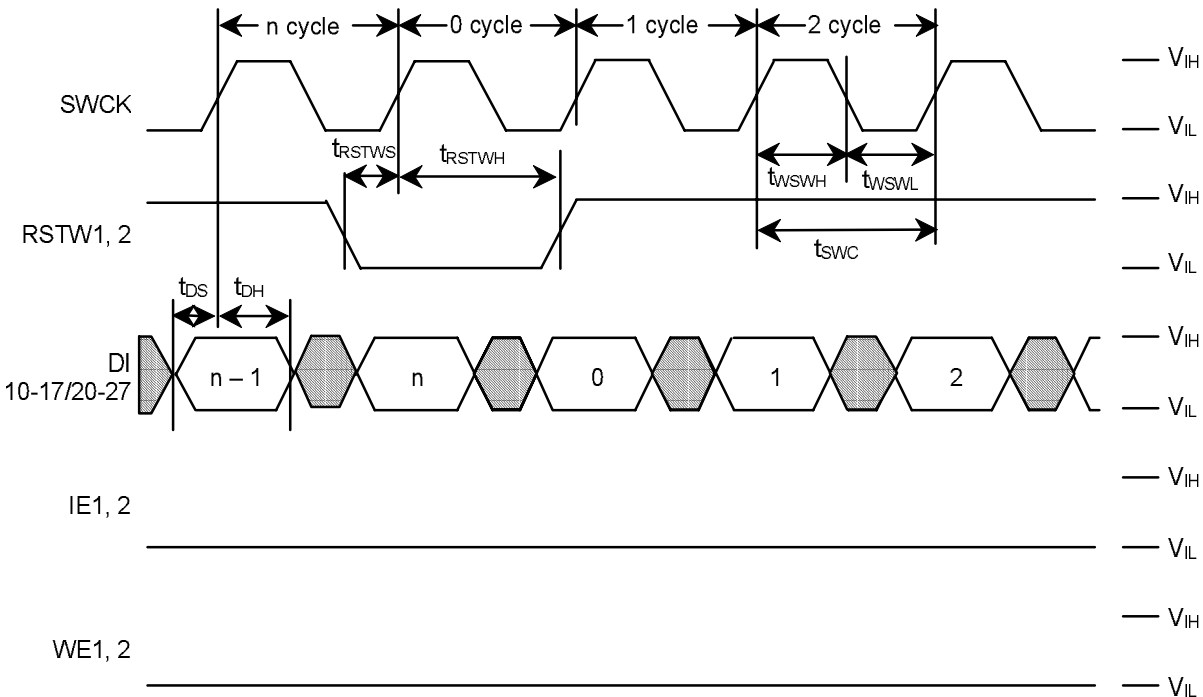 n cycle 0 cycle 1 cycle 2 cycle
SWCK
VIH
VIL
tRSTWS tRSTWH tWSWH tWSWL
RSTW1, 2
VIH
tSWC
VIL
tDS tDH
DI
10-17/20-27
n – 1 n 0 1 2
VIH
VIL
IE1, 2
VIH
VIL
WE1, 2
VIH
VIL